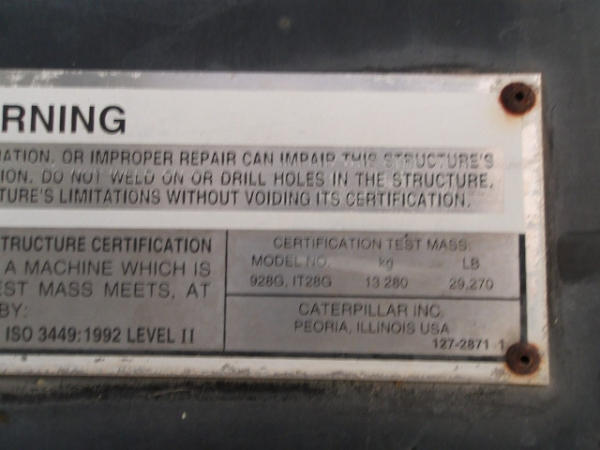 RNING
ATION, OR IMPROPER REPAIR CAN IMPAIR THIS STRUCTURE'S
ION. DO NOT WELD ON OR DRILL HOLES IN THE STRUCTURE.
TURE'S LIMITATIONS WITHOUT VOIDING ITS CERTIFICATION.
STRUCTURE CERTIFICATION
A MACHINE WHICH IS
EST MASS MEETS, AT
BY:
ISO 3449:1992 LEVEL II
CERTIFICATION TEST MASS:
MODEL NO. kg LB
928G, IT28G 13 280 29,270
CATERPILLAR INC.
PEORIA, ILLINOIS USA
127-2871 1